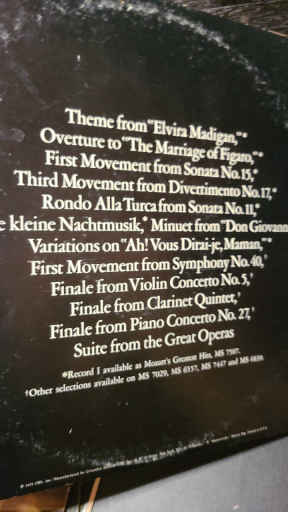 Theme from "Elvira Madigan,"*
Overture to "The Marriage of Figaro,"*
First Movement from Sonata No. 15,*
Third Movement from Divertimento No. 17,*
Rondo Alla Turca from Sonata No. 11,*
e kleine Nachtmusik,* Minuet from "Don Giovann
Variations on "Ah! Vous Dirai-je, Maman,"*
First Movement from Symphony No. 40,†
Finale from Violin Concerto No. 5,†
Finale from Clarinet Quintet,†
Finale from Piano Concerto No. 27,†
Suite from the Great Operas
*Record 1 available as Mozart's Greatest Hits, MS 7507.
†Other selections available on MS 7029, MS 6557, MS 7447 and MS 6839.